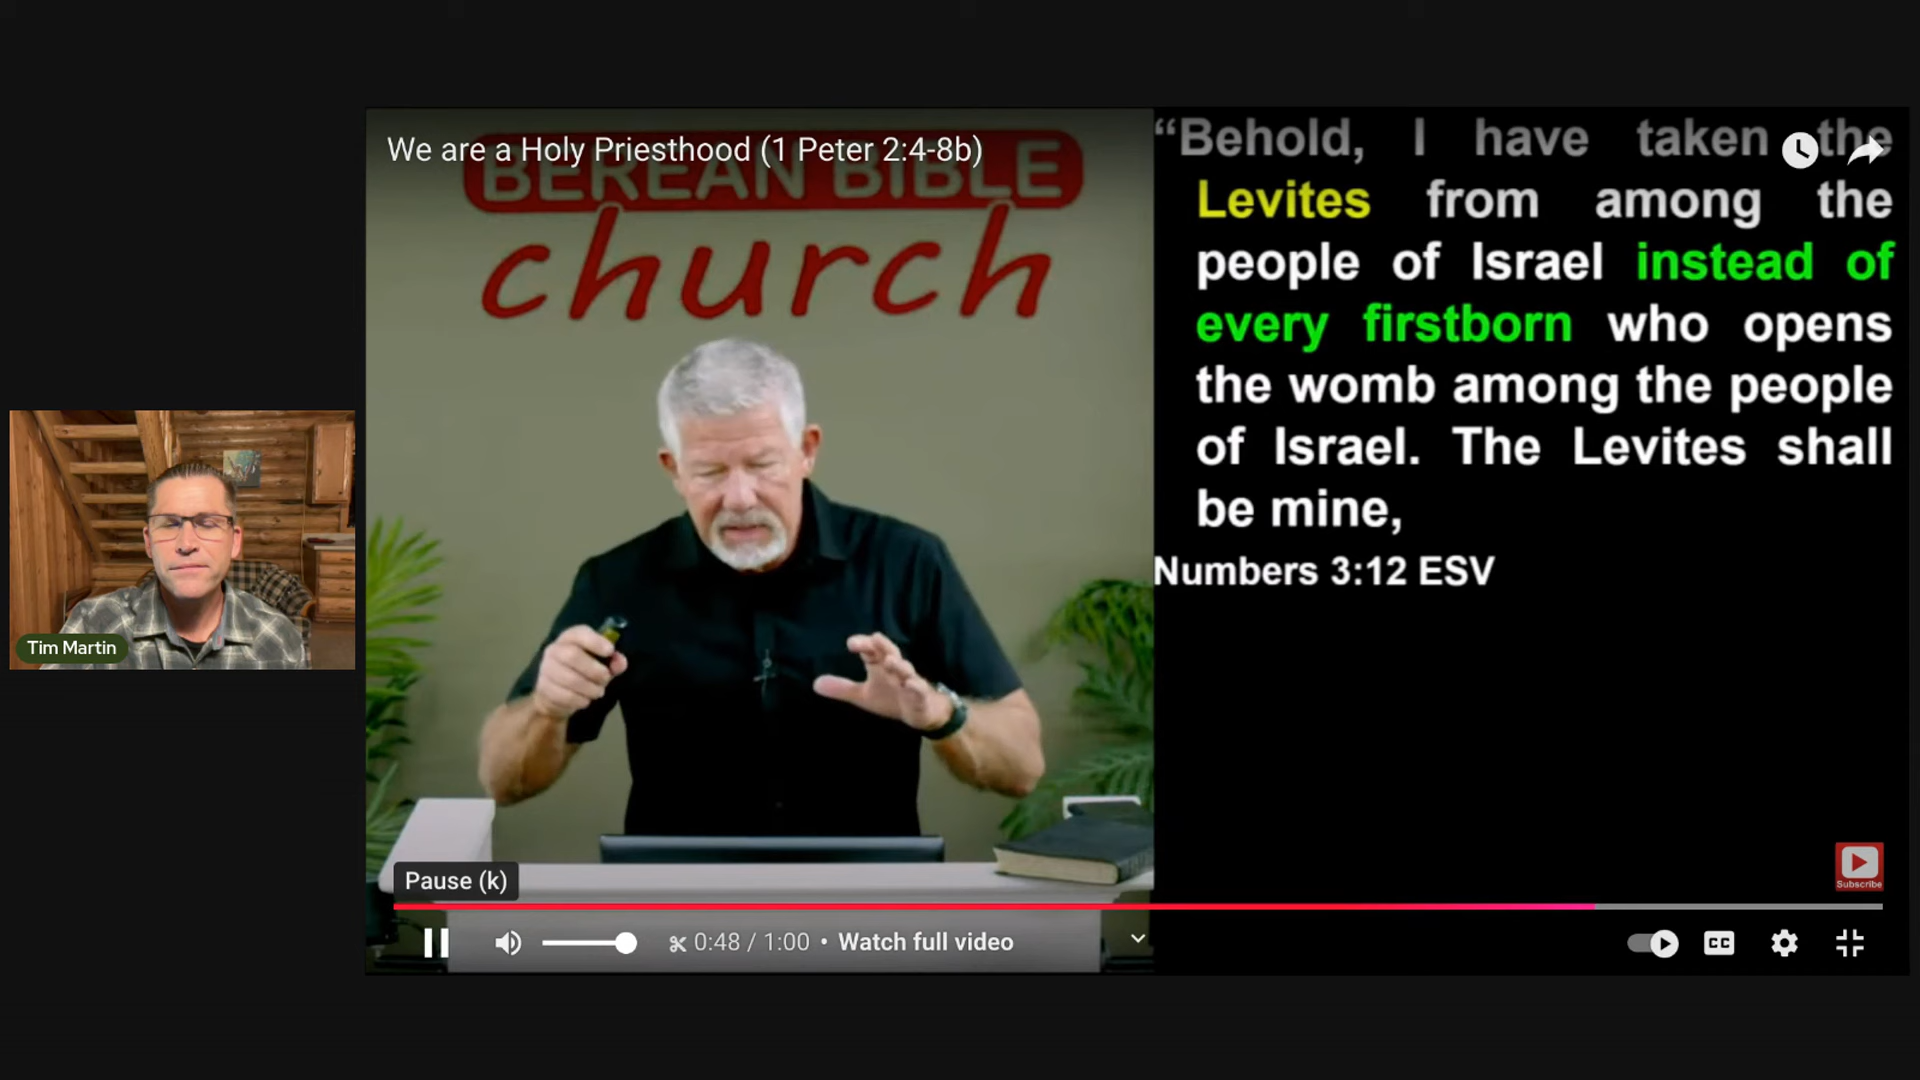 We are a Holy Priesthood (1 Peter 2:4-8b)
BEREAN BIBLE
church
“Behold, I have taken the
Levites from among the
people of Israel instead of
every firstborn who opens
the womb among the people
of Israel. The Levites shall
be mine,
Numbers 3:12 ESV
Tim Martin
Subscribe
Pause (k)
0:48 / 1:00 • Watch full video
CC